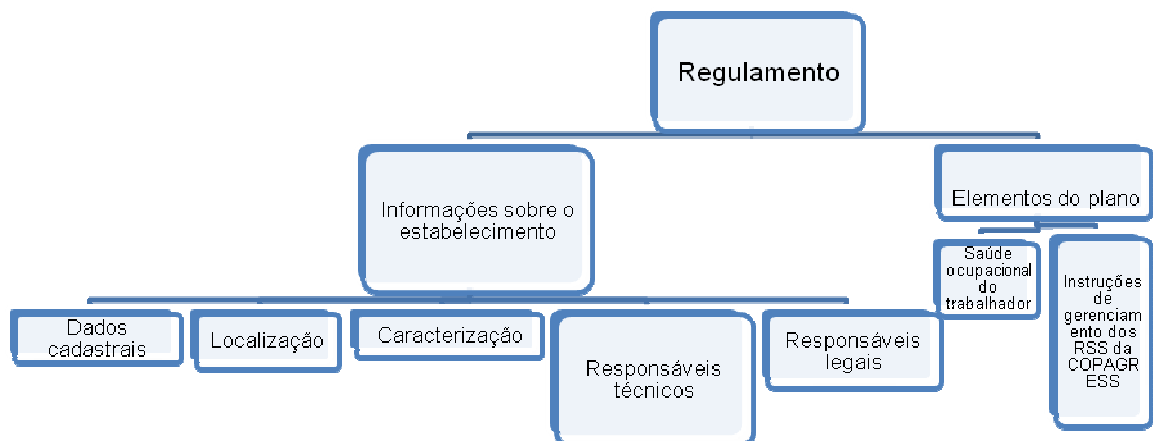 Regulamento
Informações sobre o
estabelecimento
Elementos do plano
Dados
cadastrais
Localização
Caracterização
Responsáveis
técnicos
Responsáveis
legais
Saúde
ocupacional
do
trabalhador
Instruções
de
gerenciam
ento dos
RSS da
COPAGR
ESS